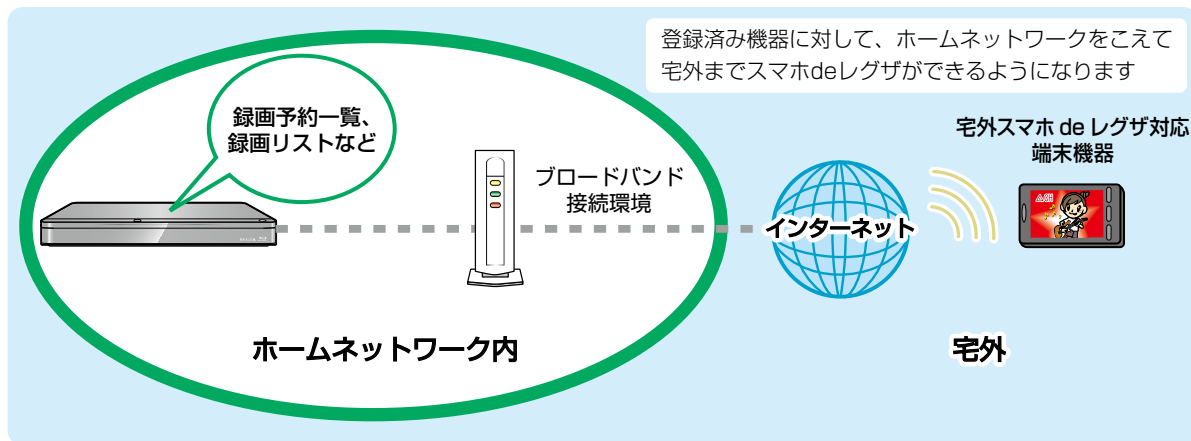 登録済み機器に対して、ホームネットワークをこえて
宅外までスマホdeレグザができるようになります
録画予約一覧、
録画リストなど
ブロードバンド
接続環境
宅外スマホ de レグザ対応
端末機器
インターネット
ホームネットワーク内
宅外